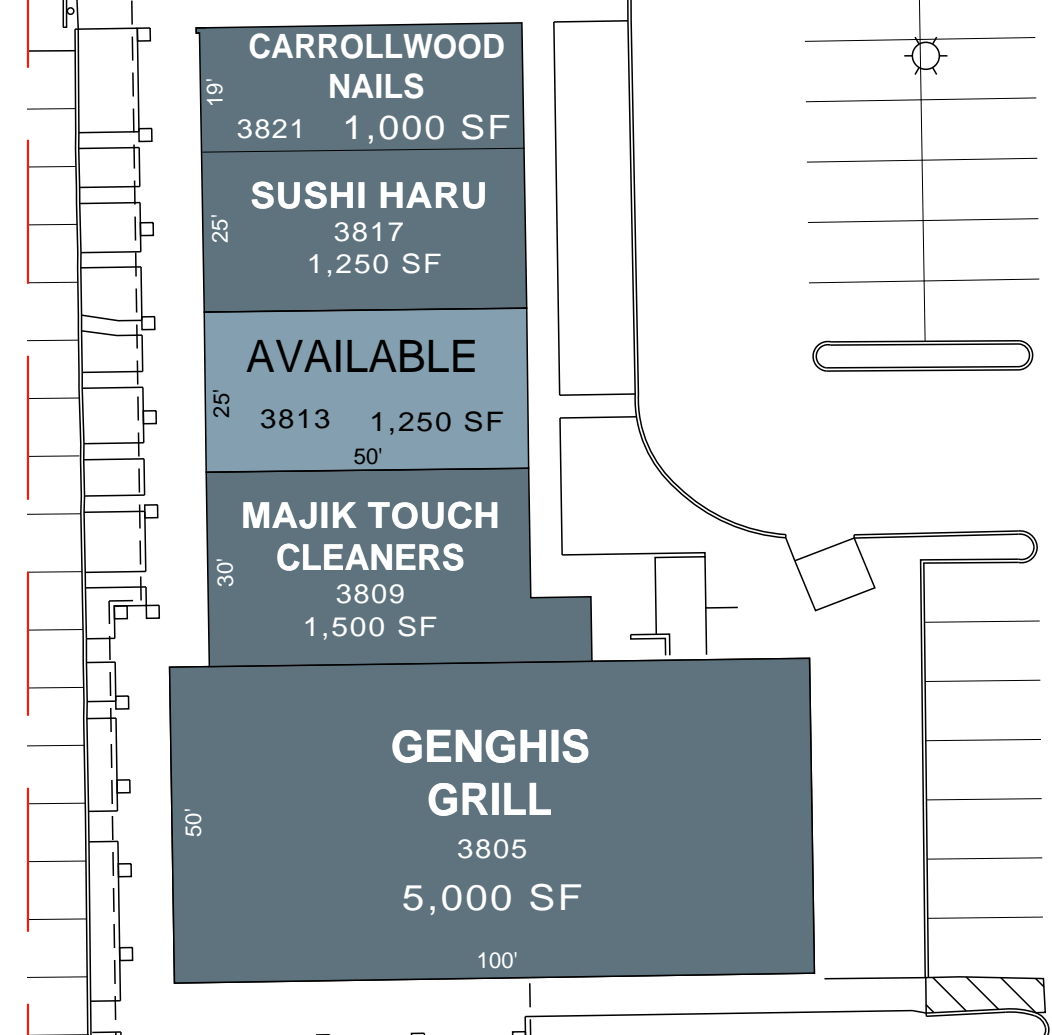 CARROLLWOOD
NAILS
19'
3821 1,000 SF
SUSHI HARU
25'
3817
1,250 SF
AVAILABLE
25'
3813 1,250 SF
50'
MAJIK TOUCH
CLEANERS
30'
3809
1,500 SF
GENGHIS
GRILL
50'
3805
5,000 SF
100'